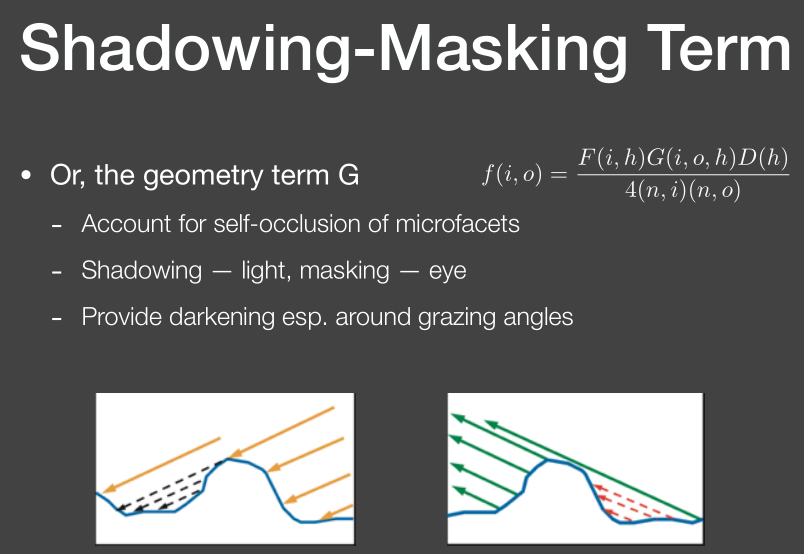 Shadowing-Masking Term
• Or, the geometry term G
f(i, o) = F(i, h)G(i, o, h)D(h) / 4(n, i)(n, o)
- Account for self-occlusion of microfacets
- Shadowing — light, masking — eye
- Provide darkening esp. around grazing angles